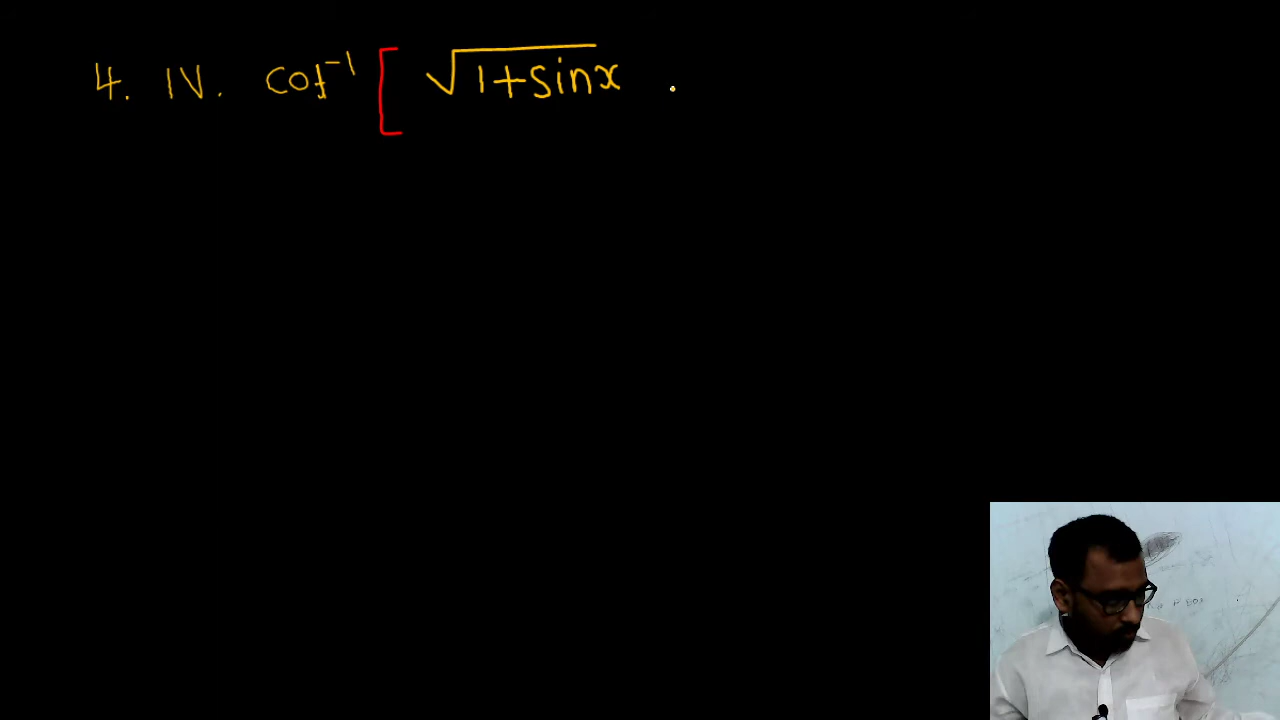 4. IV. cot⁻¹ [ √1+sinx